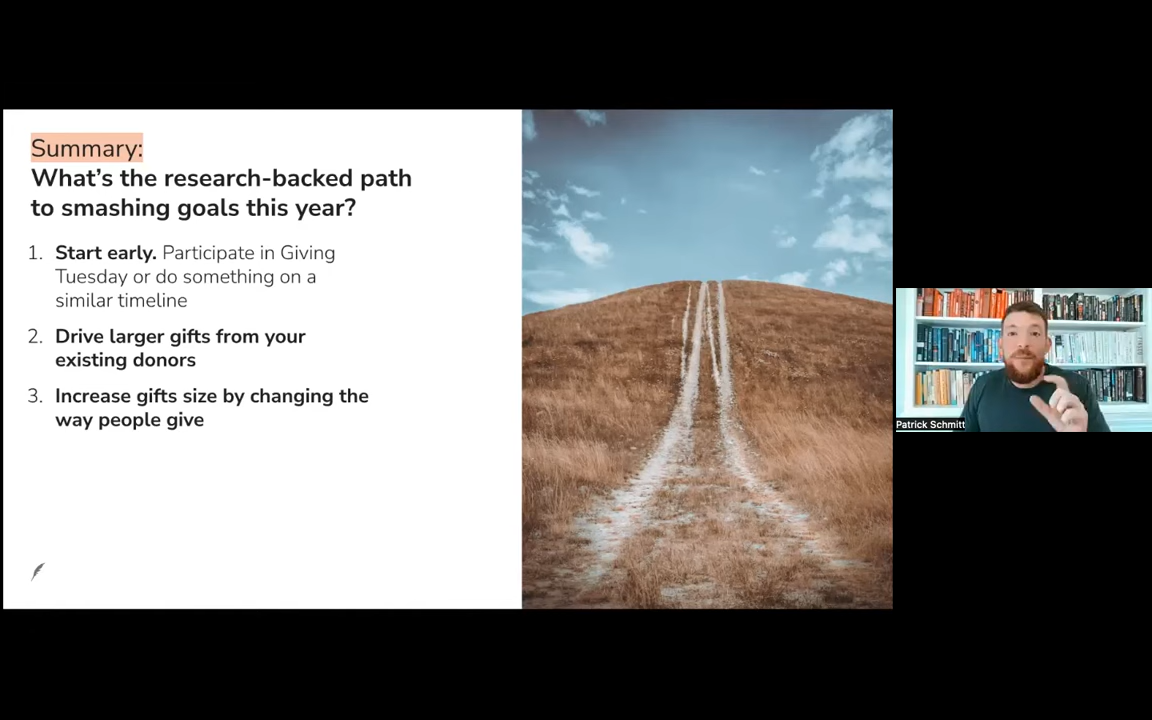 Summary:
What's the research-backed path
to smashing goals this year?
1. Start early. Participate in Giving
Tuesday or do something on a
similar timeline
2. Drive larger gifts from your
existing donors
3. Increase gifts size by changing the
way people give
Patrick Schmitt